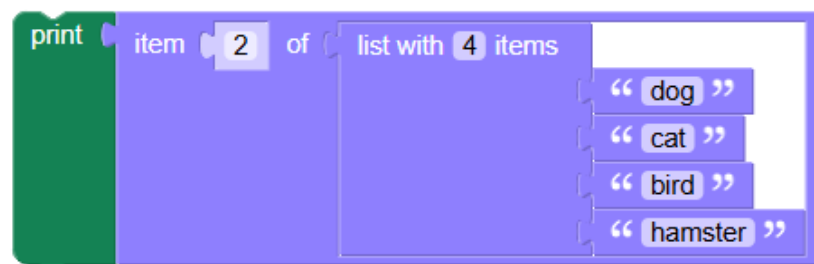 print item 2 of list with 4 items
“ dog ”
“ cat ”
“ bird ”
“ hamster ”